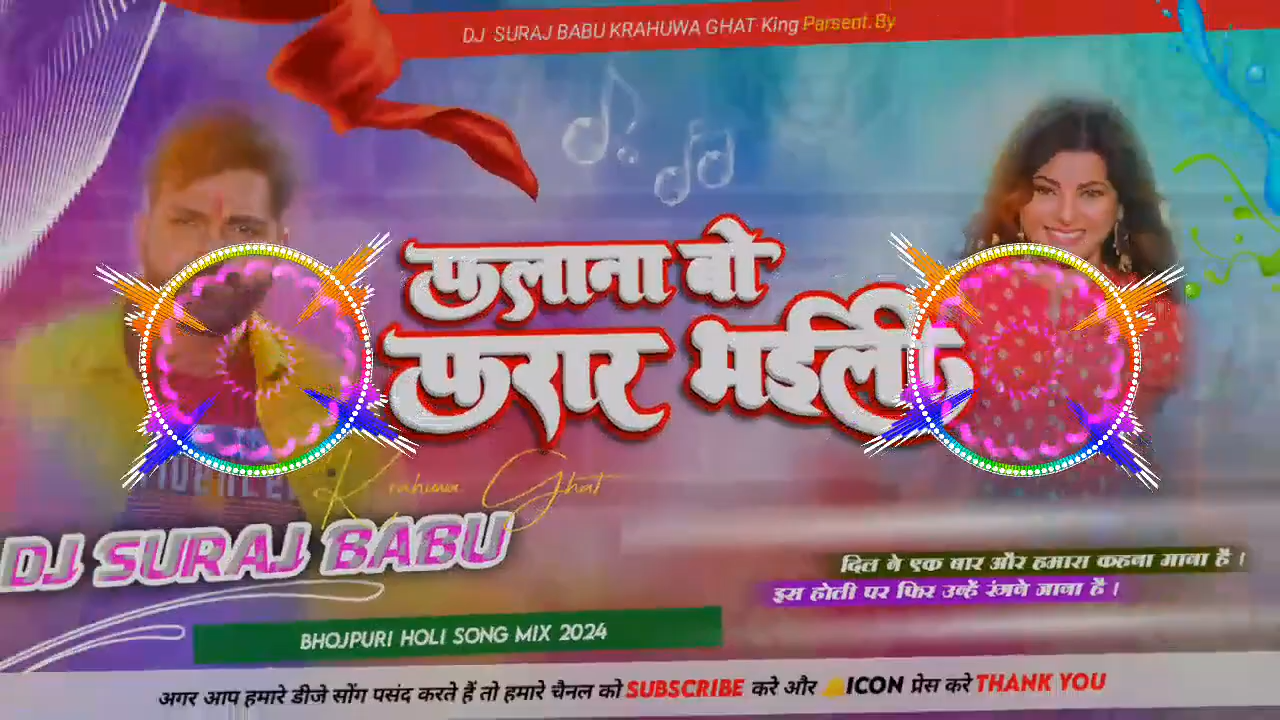 DJ SURAJ BABU KRAHUWA GHAT King Parsent. By
फलाना बो
फरार भईली
Krahuwa Ghat
DJ SURAJ BABU
दिल ने एक बार और हमारा कहना माना है।
इस होली पर फिर उन्हें रंगने जाना है।
BHOJPURI HOLI SONG MIX 2024
अगर आप हमारे डीजे सोंग पसंद करते हैं तो हमारे चैनल को SUBSCRIBE करे और 🔔ICON प्रेस करे THANK YOU